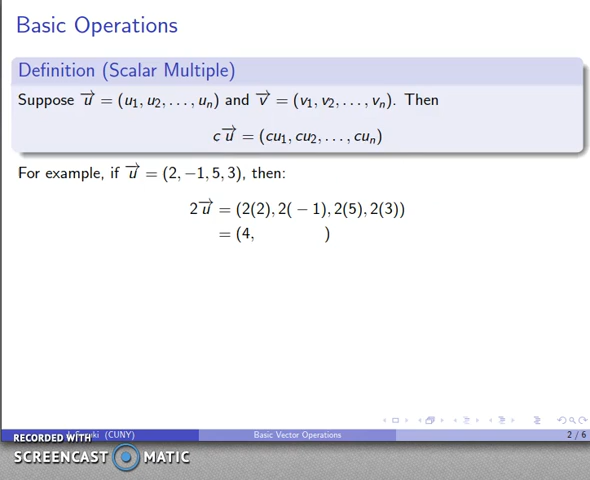 Basic Operations
Definition (Scalar Multiple)
Suppose u⃗ = (u₁, u₂, . . . , uₙ) and v⃗ = (v₁, v₂, . . . , vₙ). Then
c u⃗ = (cu₁, cu₂, . . . , cuₙ)
For example, if u⃗ = (2, −1, 5, 3), then:
2 u⃗ = (2(2), 2( − 1), 2(5), 2(3))
= (4, )
(CUNY) Basic Vector Operations 2 / 6
RECORDED WITH
SCREENCAST MATIC